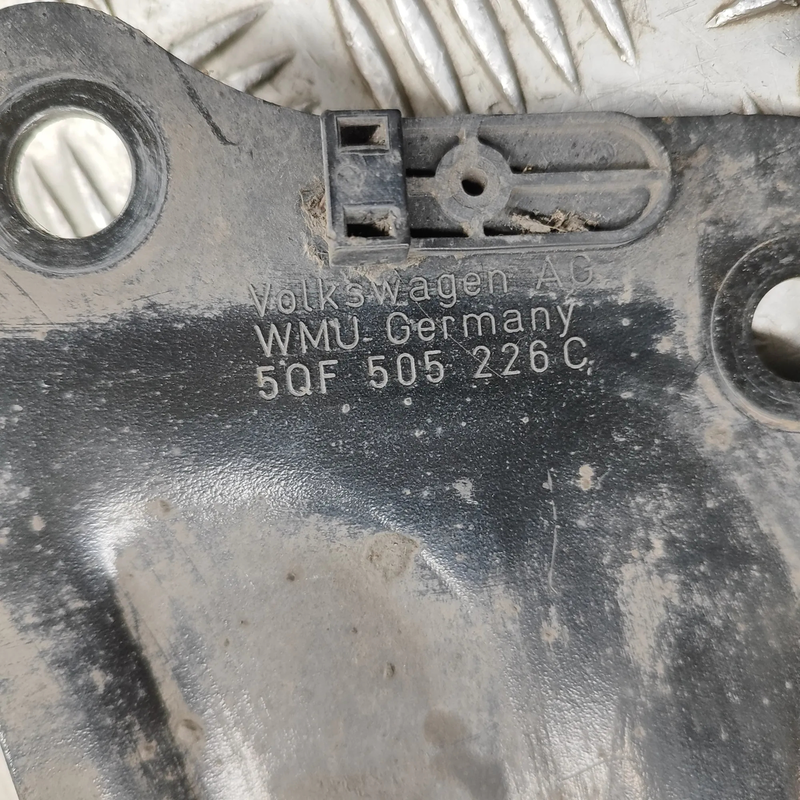 Volkswagen AG
WMU Germany
5QF 505 226 C